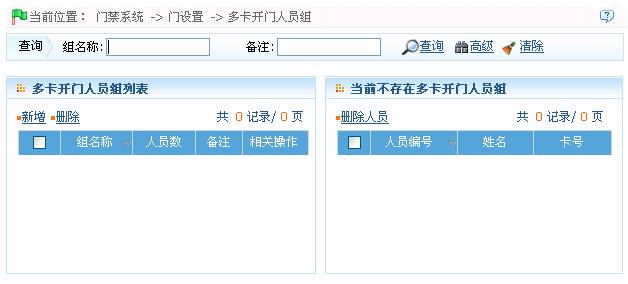 当前位置： 门禁系统 -> 门设置 -> 多卡开门人员组
查询 组名称: 备注: 查询 高级 清除
多卡开门人员组列表
新增 删除 共 0 记录/ 0 页
组名称 人员数 备注 相关操作
当前不存在多卡开门人员组
删除人员 共 0 记录/ 0 页
人员编号 姓名 卡号